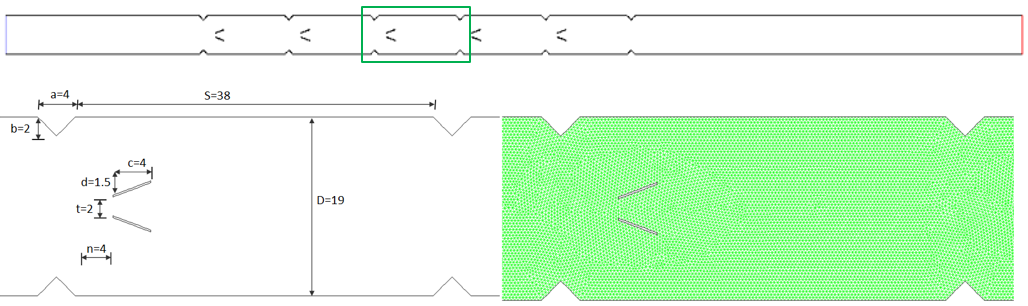 a=4
S=38
b=2
c=4
d=1.5
t=2
D=19
n=4